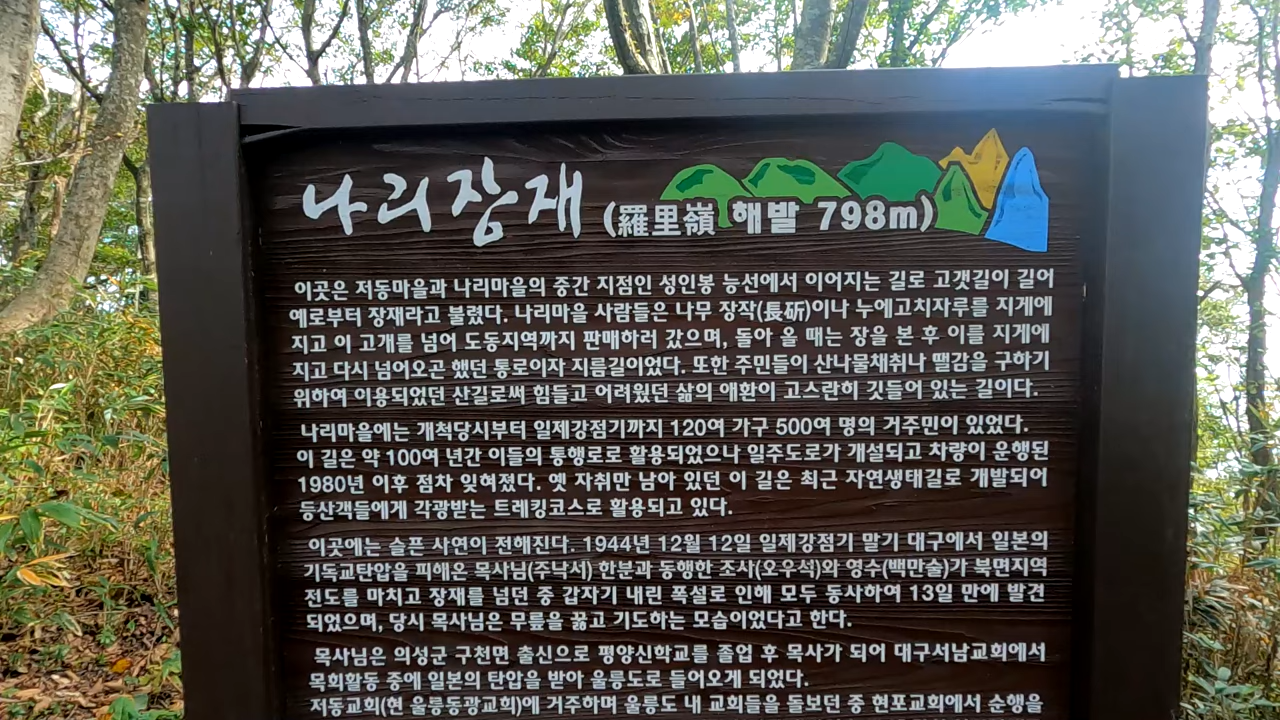 나리장재 (羅里嶺 해발 798m)
이곳은 저동마을과 나리마을의 중간 지점인 성인봉 능선에서 이어지는 길로 고갯길이 길어
예로부터 장재라고 불렸다. 나리마을 사람들은 나무 장작(長斫)이나 누에고치자루를 지게에
지고 이 고개를 넘어 도동지역까지 판매하러 갔으며, 돌아 올 때는 장을 본 후 이를 지게에
지고 다시 넘어오곤 했던 통로이자 지름길이었다. 또한 주민들이 산나물채취나 땔감을 구하기
위하여 이용되었던 산길로써 힘들고 어려웠던 삶의 애환이 고스란히 깃들어 있는 길이다.
나리마을에는 개척당시부터 일제강점기까지 120여 가구 500여 명의 거주민이 있었다.
이 길은 약 100여 년간 이들의 통행로로 활용되었으나 일주도로가 개설되고 차량이 운행된
1980년 이후 점차 잊혀졌다. 옛 자취만 남아 있던 이 길은 최근 자연생태길로 개발되어
등산객들에게 각광받는 트레킹코스로 활용되고 있다.
이곳에는 슬픈 사연이 전해진다. 1944년 12월 12일 일제강점기 말기 대구에서 일본의
기독교탄압을 피해온 목사님(주낙서) 한분과 동행한 조사(오우석)와 영수(백만술)가 북면지역
전도를 마치고 장재를 넘던 중 갑자기 내린 폭설로 인해 모두 동사하여 13일 만에 발견
되었으며, 당시 목사님은 무릎을 꿇고 기도하는 모습이었다고 한다.
목사님은 의성군 구천면 출신으로 평양신학교를 졸업 후 목사가 되어 대구서남교회에서
목회활동 중에 일본의 탄압을 받아 울릉도로 들어오게 되었다.
저동교회(현 울릉동광교회)에 거주하며 울릉도 내 교회들을 돌보던 중 현포교회에서 순행을